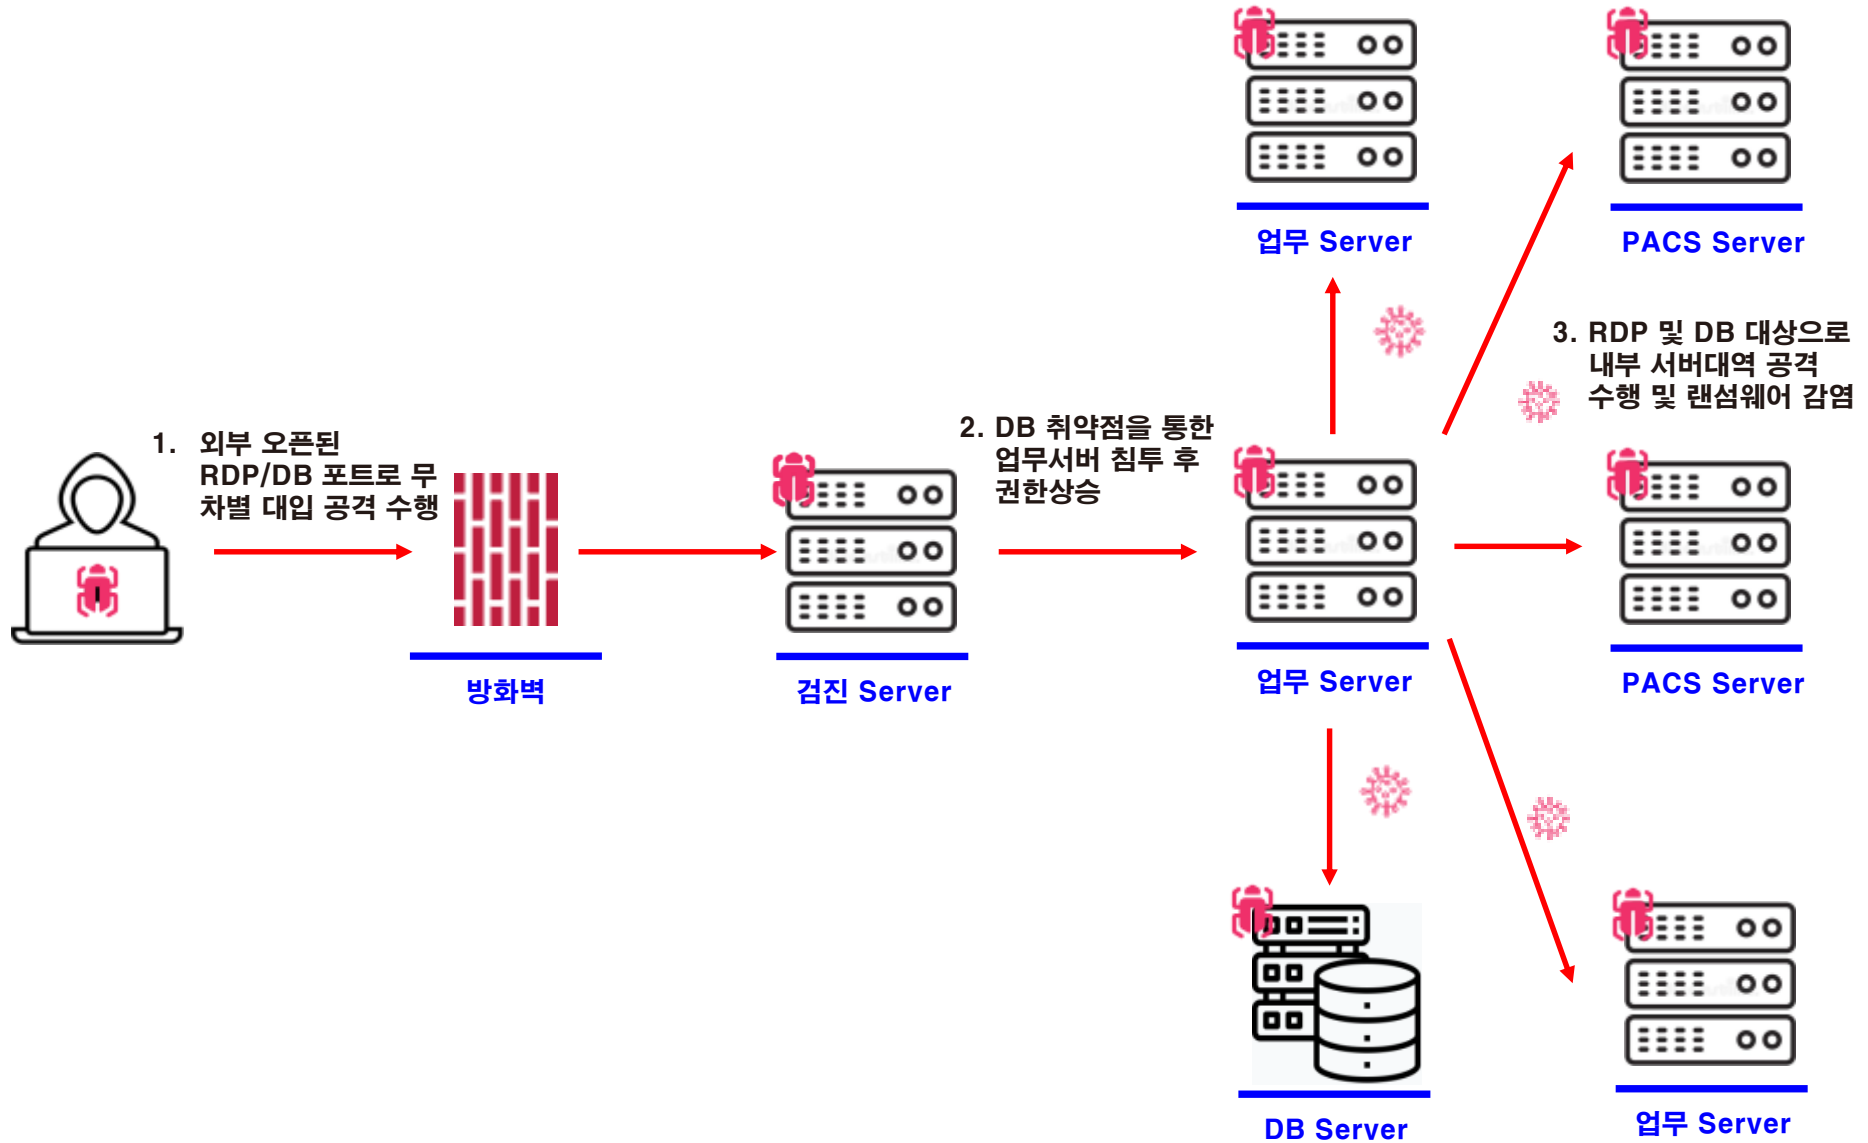 1. 외부 오픈된
RDP/DB 포트로 무
차별 대입 공격 수행
방화벽
검진 Server
2. DB 취약점을 통한
업무서버 침투 후
권한상승
업무 Server
PACS Server
3. RDP 및 DB 대상으로
내부 서버대역 공격
수행 및 랜섬웨어 감염
업무 Server
PACS Server
DB Server
업무 Server